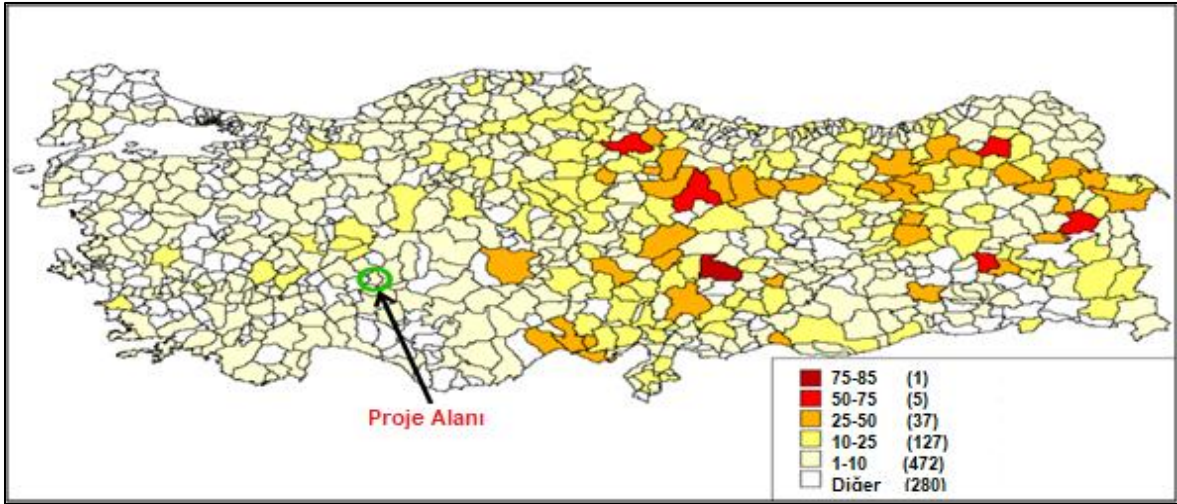 Proje Alanı
75-85 (1)
50-75 (5)
25-50 (37)
10-25 (127)
1-10 (472)
Diğer (280)